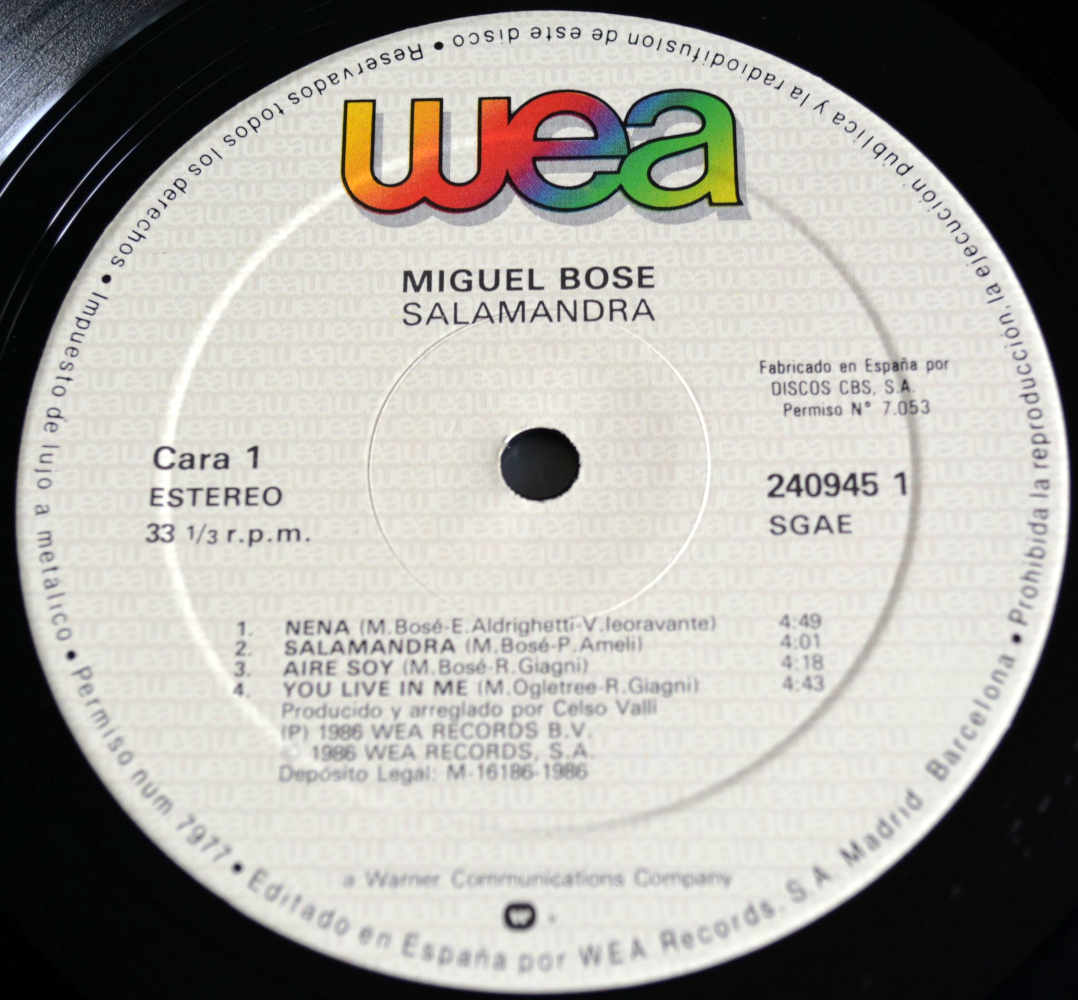 wea
MIGUEL BOSE
SALAMANDRA
Fabricado en España por
DISCOS CBS, S.A.
Permiso N° 7.053
Cara 1
ESTEREO
33 1/3 r.p.m.
240945 1
SGAE
1. NENA (M.Bosé-E.Aldrighetti-V.Ieoravante) 4:49
2. SALAMANDRA (M.Bosé-P.Ameli) 4:01
3. AIRE SOY (M.Bosé-R.Giagni) 4:18
4. YOU LIVE IN ME (M.Ogletree-R.Giagni) 4:43
Producido y arreglado por Celso Valli
(P) 1986 WEA RECORDS B.V.
© 1986 WEA RECORDS, S.A.
Depósito Legal: M-16186-1986
a Warner Communications Company
Reservados todos los derechos • Impuesto de lujo a metálico • Permiso num. 7977 • Editado en España por WEA Records, S.A. Madrid Barcelona • Prohibida la reproducción, la ejecución pública y la radiodifusion de este disco •